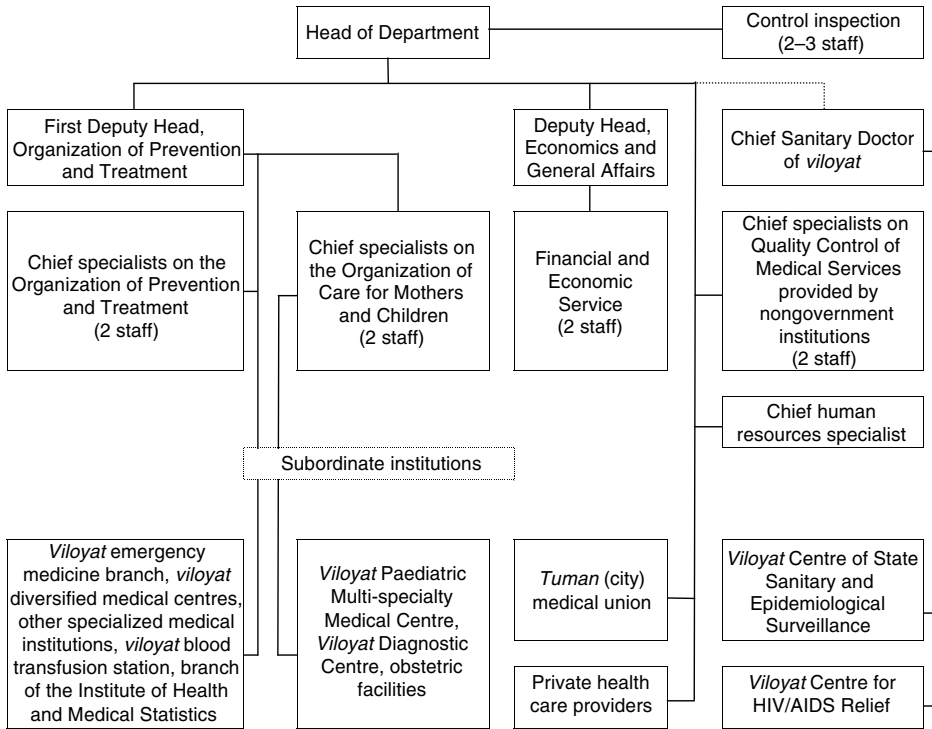 Head of Department
Control inspection
(2–3 staff)
First Deputy Head,
Organization of Prevention
and Treatment
Deputy Head,
Economics and
General Affairs
Chief Sanitary Doctor
of viloyat
Chief specialists on the
Organization of Prevention
and Treatment
(2 staff)
Chief specialists on
the Organization of
Care for Mothers
and Children
(2 staff)
Financial and
Economic
Service
(2 staff)
Chief specialists on
Quality Control of
Medical Services
provided by
nongovernment
institutions
(2 staff)
Chief human
resources specialist
Subordinate institutions
Viloyat emergency
medicine branch, viloyat
diversified medical centres,
other specialized medical
institutions, viloyat blood
transfusion station, branch
of the Institute of Health
and Medical Statistics
Viloyat Paediatric
Multi-specialty
Medical Centre,
Viloyat Diagnostic
Centre, obstetric
facilities
Tuman (city)
medical union
Viloyat Centre of State
Sanitary and
Epidemiological
Surveillance
Private health
care providers
Viloyat Centre for
HIV/AIDS Relief